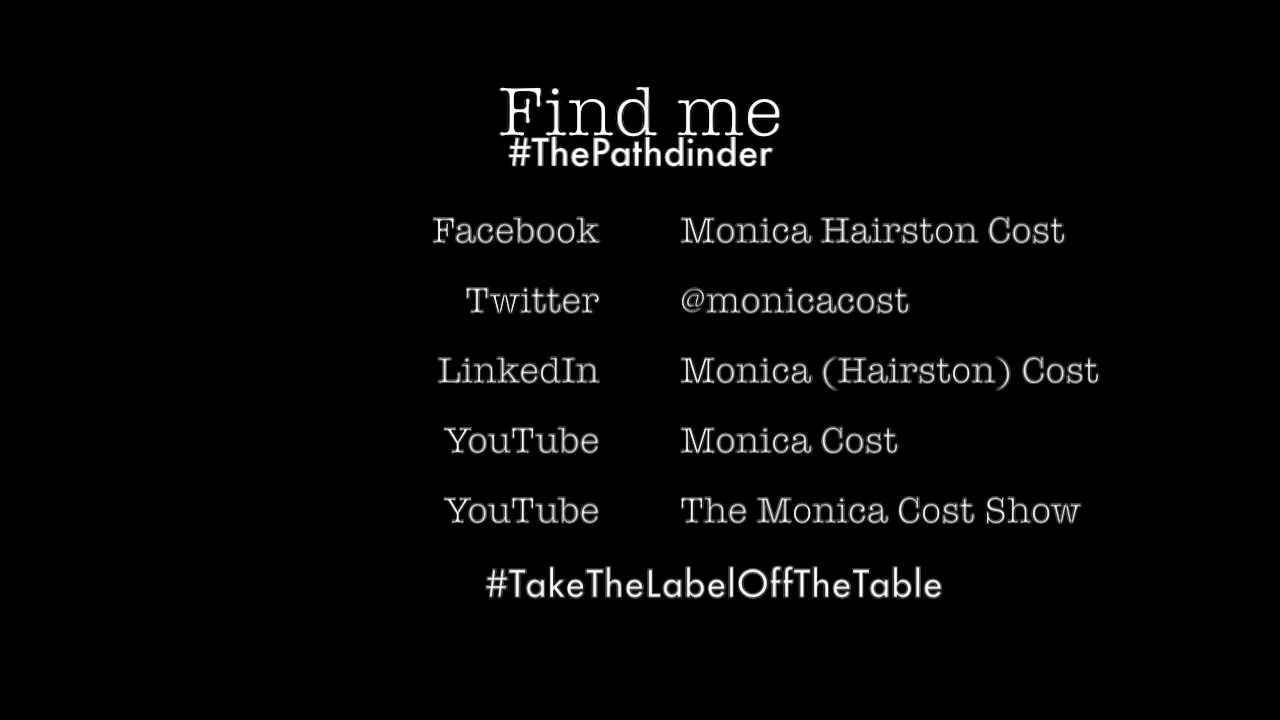 Find me
#ThePathdinder
Facebook Monica Hairston Cost
Twitter @monicacost
LinkedIn Monica (Hairston) Cost
YouTube Monica Cost
YouTube The Monica Cost Show
#TakeTheLabelOffTheTable